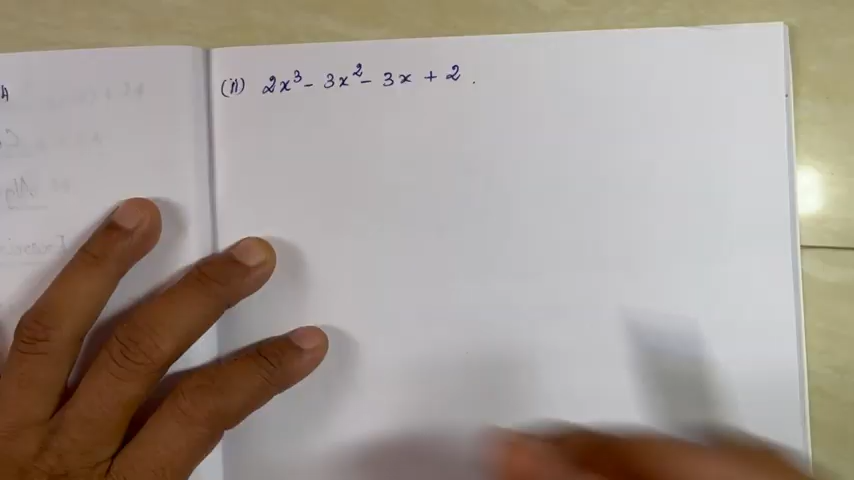 (ii) 2x³ - 3x² - 3x + 2 .